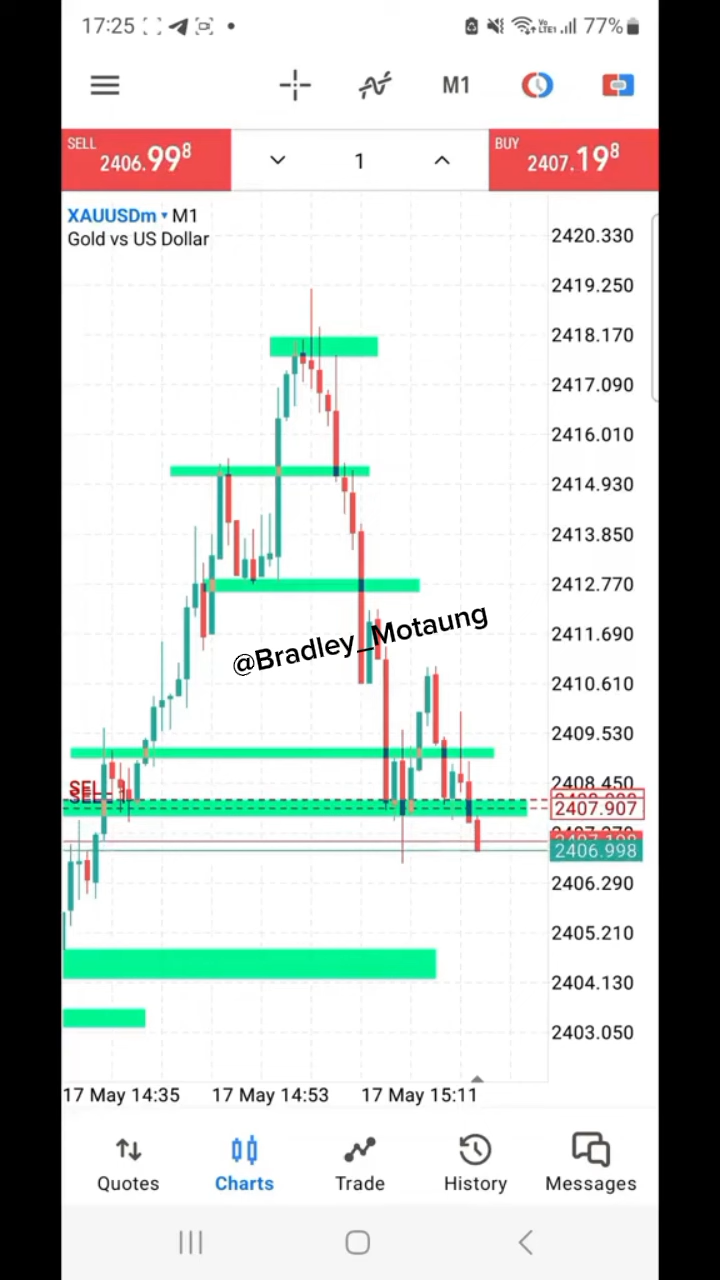 17:25
Vo
LTE1
77%
M1
SELL
2406.998
1
BUY
2407.198
XAUUSDm M1
Gold vs US Dollar
2420.330
2419.250
2418.170
2417.090
2416.010
2414.930
2413.850
2412.770
@Bradley_Motaung
2411.690
2410.610
2409.530
2408.450
2407.907
2406.998
2406.290
2405.210
2404.130
2403.050
17 May 14:35 17 May 14:53 17 May 15:11
Quotes Charts Trade History Messages